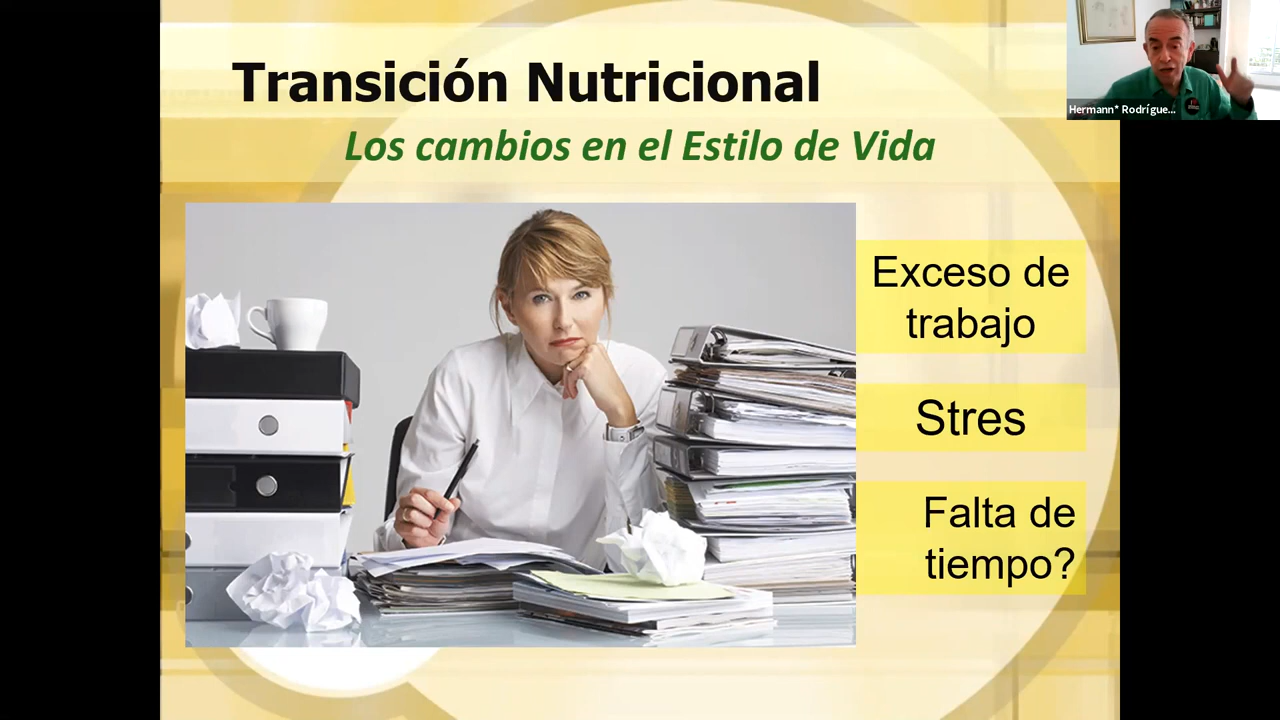 Transición Nutricional
Hermann* Rodrígue...
Los cambios en el Estilo de Vida
Exceso de
trabajo
Stres
Falta de
tiempo?